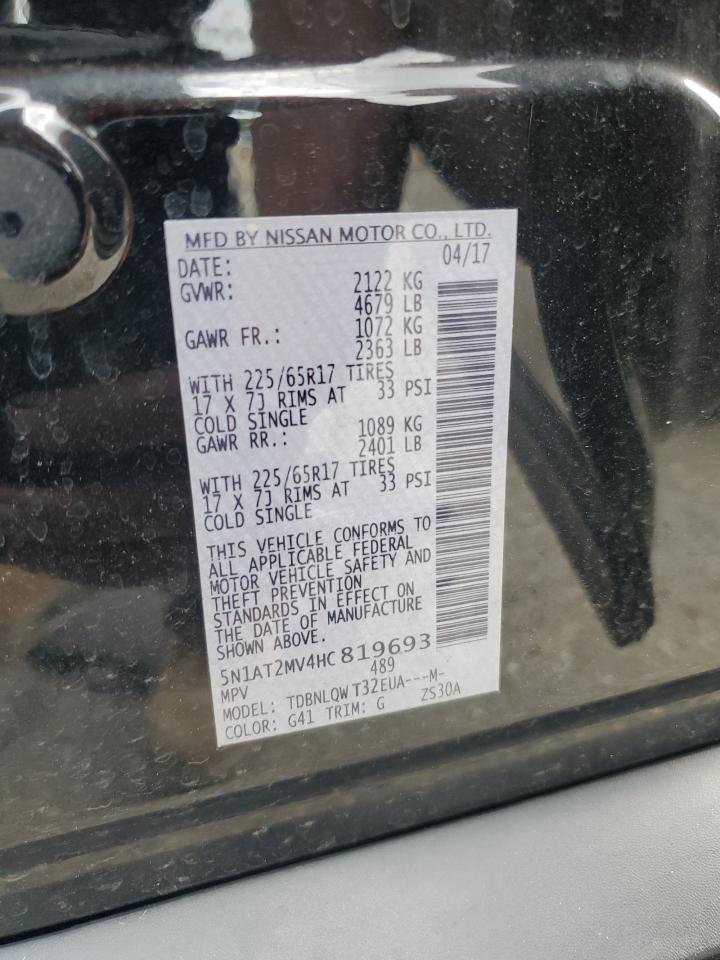 MFD BY NISSAN MOTOR CO., LTD.
DATE: 04/17
GVWR: 2122 KG
4679 LB
GAWR FR.: 1072 KG
2363 LB
WITH 225/65R17 TIRES
17 X 7J RIMS AT 33 PSI
COLD SINGLE
GAWR RR.: 1089 KG
2401 LB
WITH 225/65R17 TIRES
17 X 7J RIMS AT 33 PSI
COLD SINGLE
THIS VEHICLE CONFORMS TO
ALL APPLICABLE FEDERAL
MOTOR VEHICLE SAFETY AND
THEFT PREVENTION
STANDARDS IN EFFECT ON
THE DATE OF MANUFACTURE
SHOWN ABOVE.
5N1AT2MV4HC 819693
MPV 489
MODEL: TDBNLQW T32EUA---M-
COLOR: G41 TRIM: G ZS30A